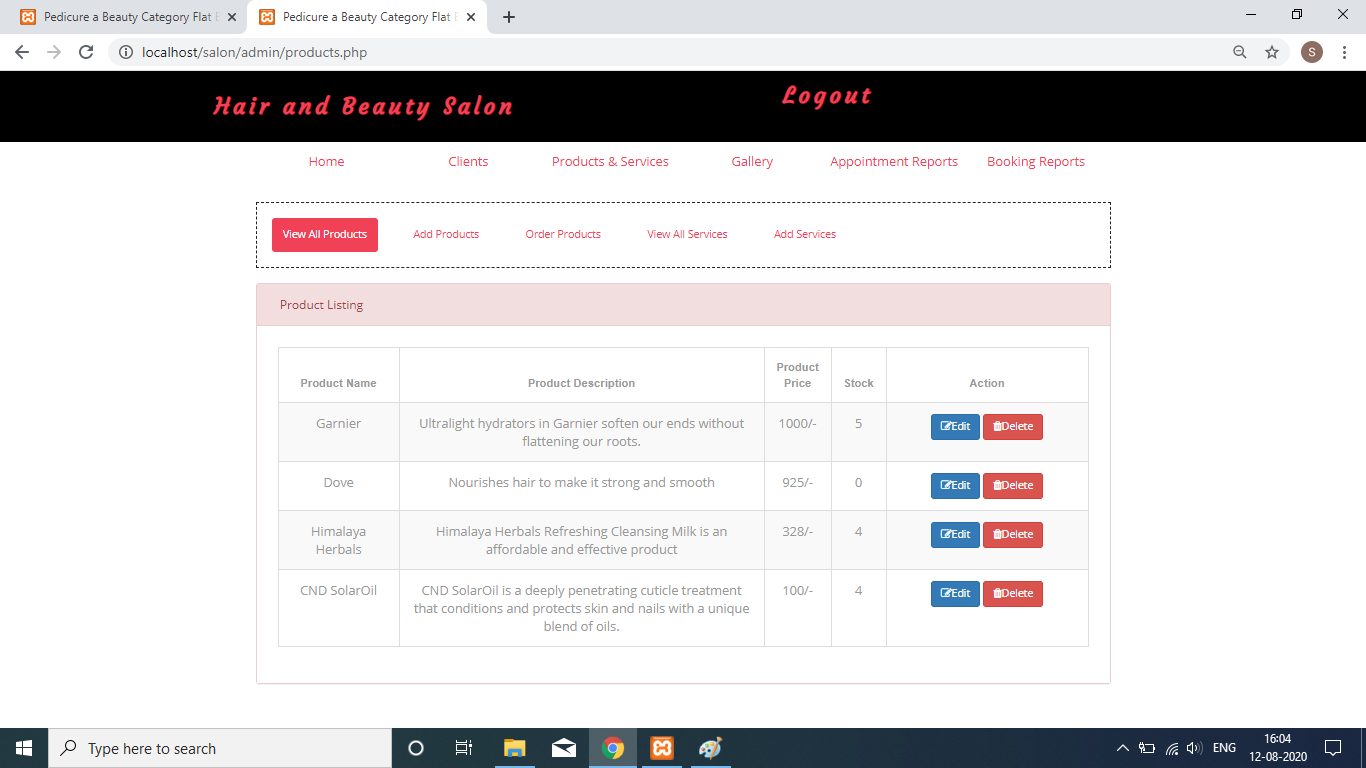 Pedicure a Beauty Category Flat
Pedicure a Beauty Category Flat
localhost/salon/admin/products.php
S
Hair and Beauty Salon
Logout
Home Clients Products & Services Gallery Appointment Reports Booking Reports
View All Products Add Products Order Products View All Services Add Services
Product Listing
Product Name Product Description Product Price Stock Action
Garnier
Ultralight hydrators in Garnier soften our ends without
flattening our roots.
1000/- 5 Edit Delete
Dove Nourishes hair to make it strong and smooth 925/- 0 Edit Delete
Himalaya
Herbals
Himalaya Herbals Refreshing Cleansing Milk is an
affordable and effective product
328/- 4 Edit Delete
CND SolarOil
CND SolarOil is a deeply penetrating cuticle treatment
that conditions and protects skin and nails with a unique
blend of oils.
100/- 4 Edit Delete
Type here to search
ENG
16:04
12-08-2020